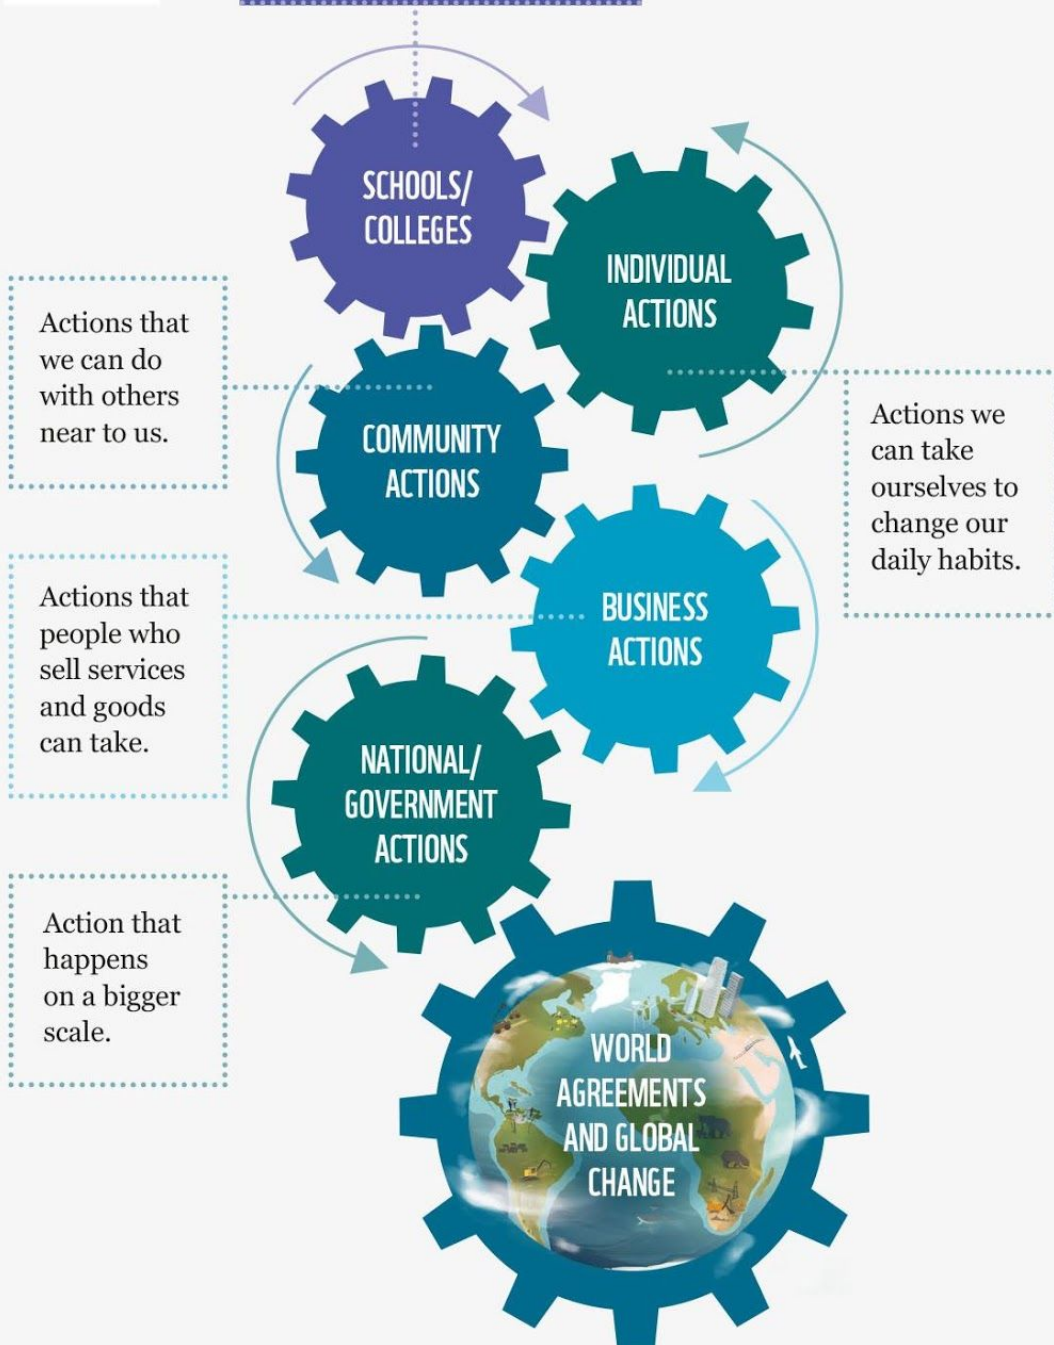 SCHOOLS/
COLLEGES
INDIVIDUAL
ACTIONS
Actions that
we can do
with others
near to us.
COMMUNITY
ACTIONS
Actions we
can take
ourselves to
change our
daily habits.
Actions that
people who
sell services
and goods
can take.
BUSINESS
ACTIONS
NATIONAL/
GOVERNMENT
ACTIONS
Action that
happens
on a bigger
scale.
WORLD
AGREEMENTS
AND GLOBAL
CHANGE